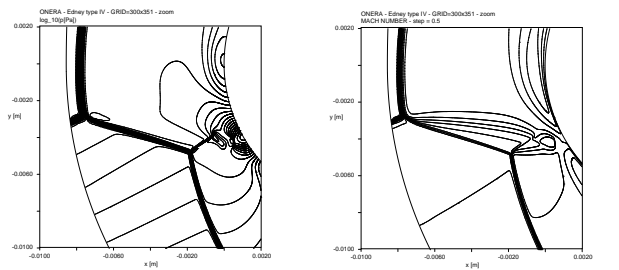 ONERA - Edney type IV - GRID=300x351 - zoom
log_10(p[Pa])
0.0020
-0.0020
y [m]
-0.0060
-0.0100
-0.0100
-0.0060
-0.0020
0.0020
x [m]
ONERA - Edney type IV - GRID=300x351 - zoom
MACH NUMBER - step = 0.5
0.0020
-0.0020
y [m]
-0.0060
-0.0100
-0.0100
-0.0060
-0.0020
0.0020
x [m]